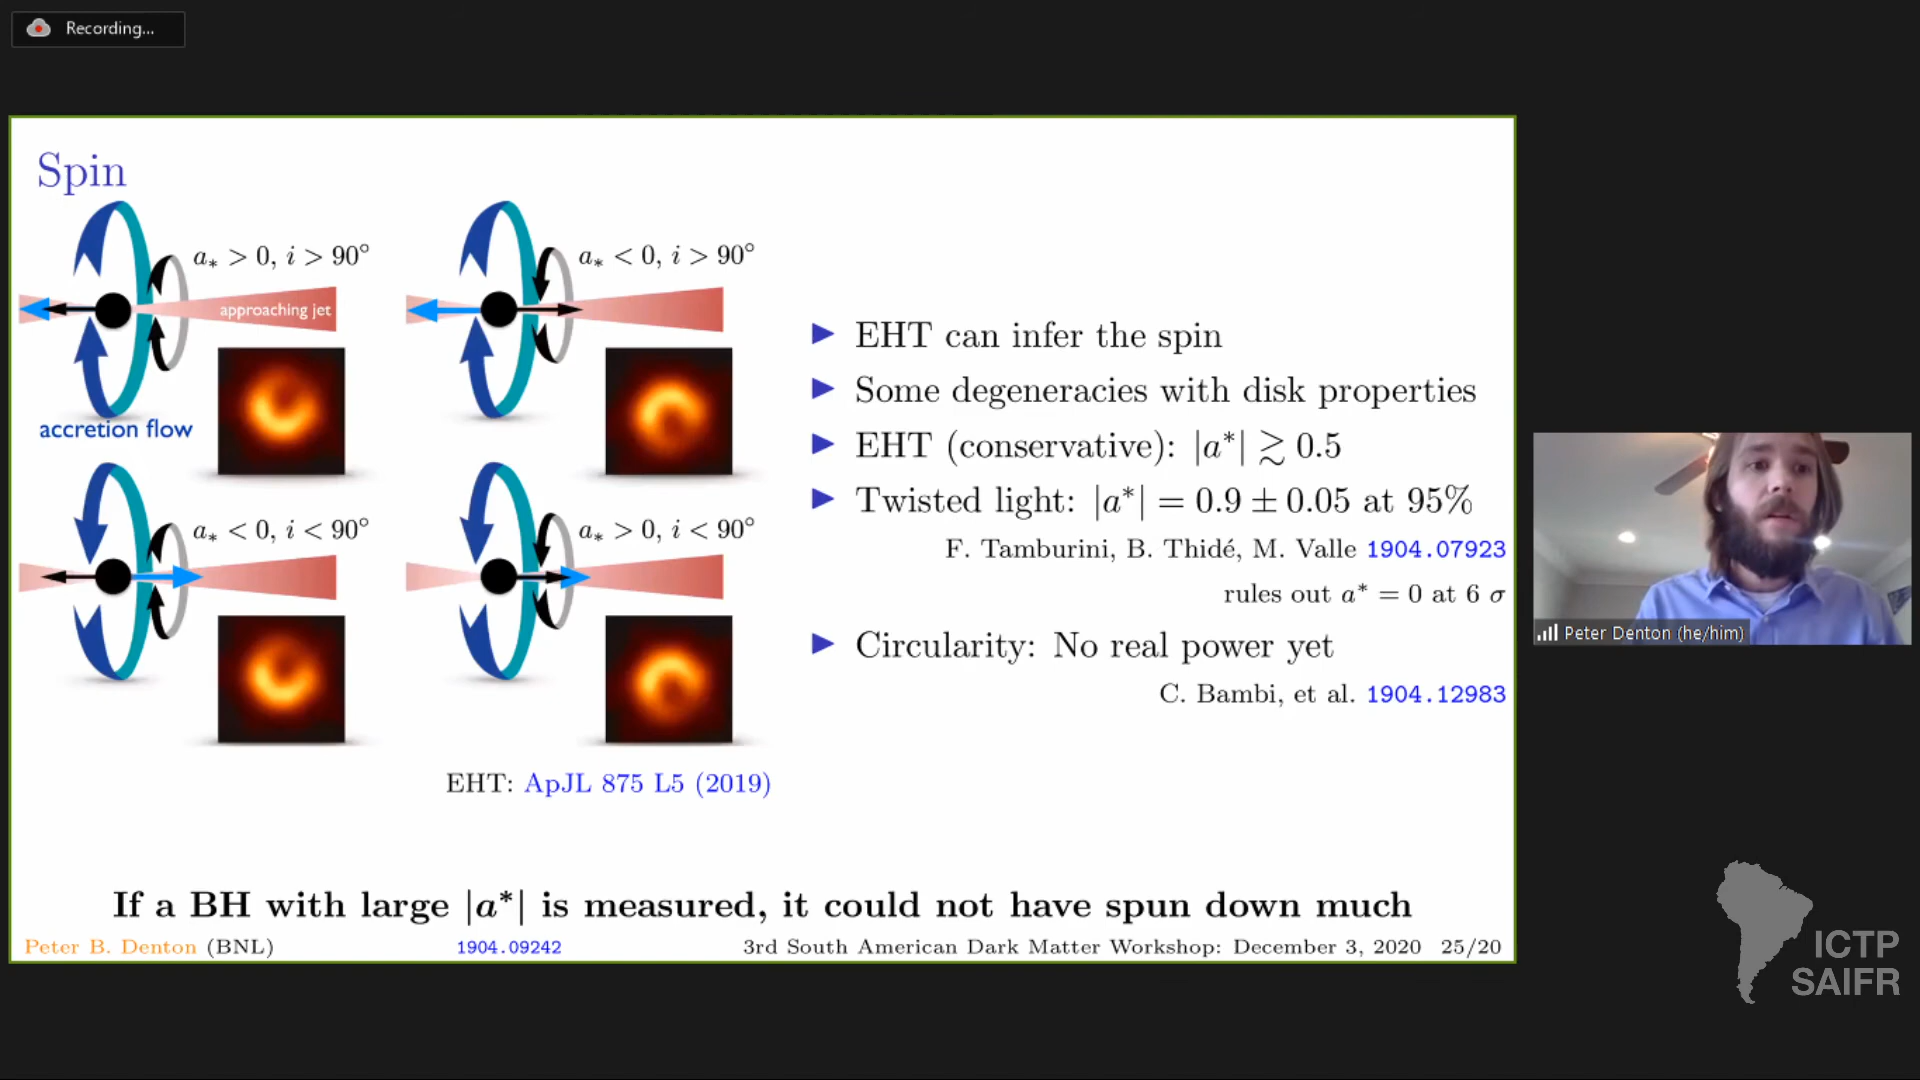 Recording...
Spin
a∗ > 0, i > 90°
a∗ < 0, i > 90°
approaching jet
accretion flow
a∗ < 0, i < 90°
a∗ > 0, i < 90°
EHT: ApJL 875 L5 (2019)
▶ EHT can infer the spin
▶ Some degeneracies with disk properties
▶ EHT (conservative): |a*| ≳ 0.5
▶ Twisted light: |a*| = 0.9 ± 0.05 at 95%
F. Tamburini, B. Thidé, M. Valle 1904.07923
rules out a* = 0 at 6 σ
▶ Circularity: No real power yet
C. Bambi, et al. 1904.12983
If a BH with large |a*| is measured, it could not have spun down much
Peter B. Denton (BNL) 1904.09242 3rd South American Dark Matter Workshop: December 3, 2020 25/20
Peter Denton (he/him)
ICTP
SAIFR